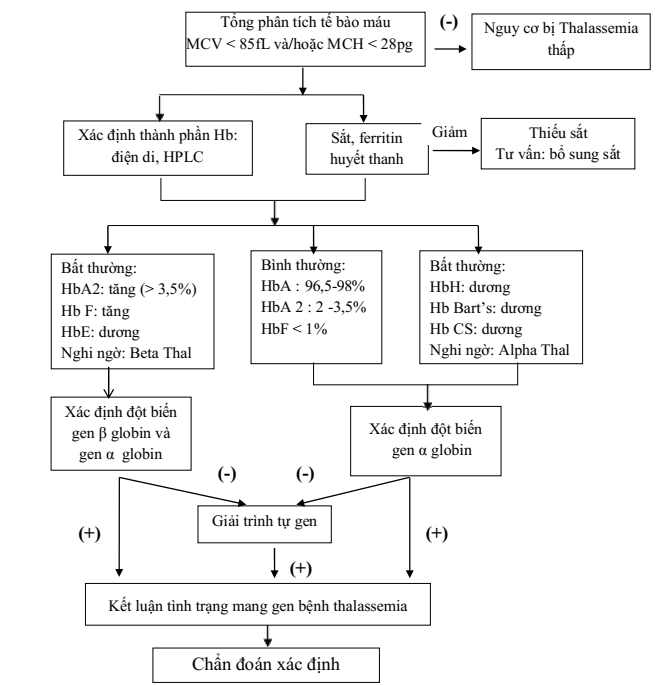 Tổng phân tích tế bào máu
MCV < 85fL và/hoặc MCH < 28pg
(-)
Nguy cơ bị Thalassemia
thấp
Xác định thành phần Hb:
điện di, HPLC
Sắt, ferritin
huyết thanh
Giảm
Thiếu sắt
Tư vấn: bổ sung sắt
Bất thường:
HbA2: tăng (> 3,5%)
Hb F: tăng
HbE: dương
Nghi ngờ: Beta Thal
Bình thường:
HbA : 96,5-98%
HbA 2 : 2 -3,5%
HbF < 1%
Bất thường:
HbH: dương
Hb Bart’s: dương
Hb CS: dương
Nghi ngờ: Alpha Thal
Xác định đột biến
gen β globin và
gen α globin
Xác định đột biến
gen α globin
(-)
(-)
Giải trình tự gen
(+)
(+)
(+)
Kết luận tình trạng mang gen bệnh thalassemia
Chẩn đoán xác định